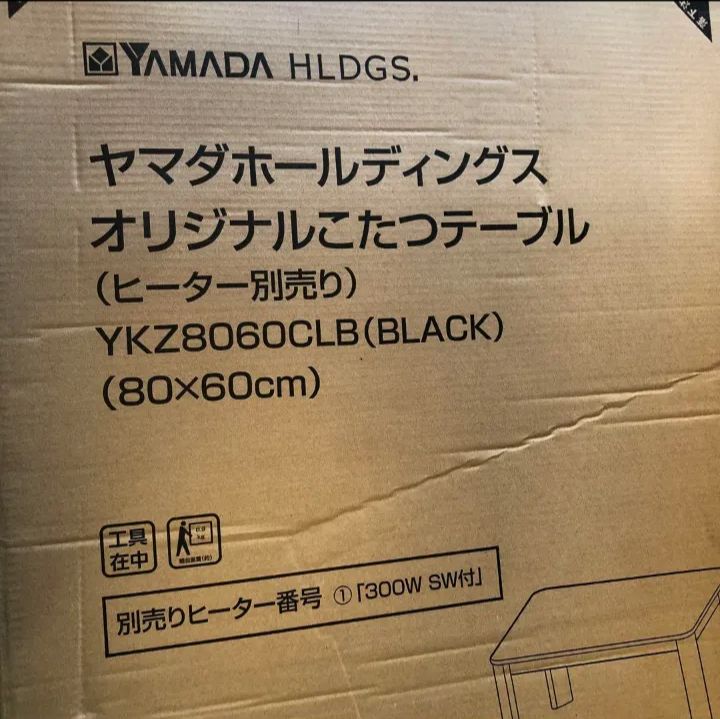 YAMADA HLDGS.
ヤマダホールディングス
オリジナルこたつテーブル
（ヒーター別売り）
YKZ8060CLB(BLACK)
(80×60cm)
工具
在中
kg
別売りヒーター番号 ①「300W SW付」